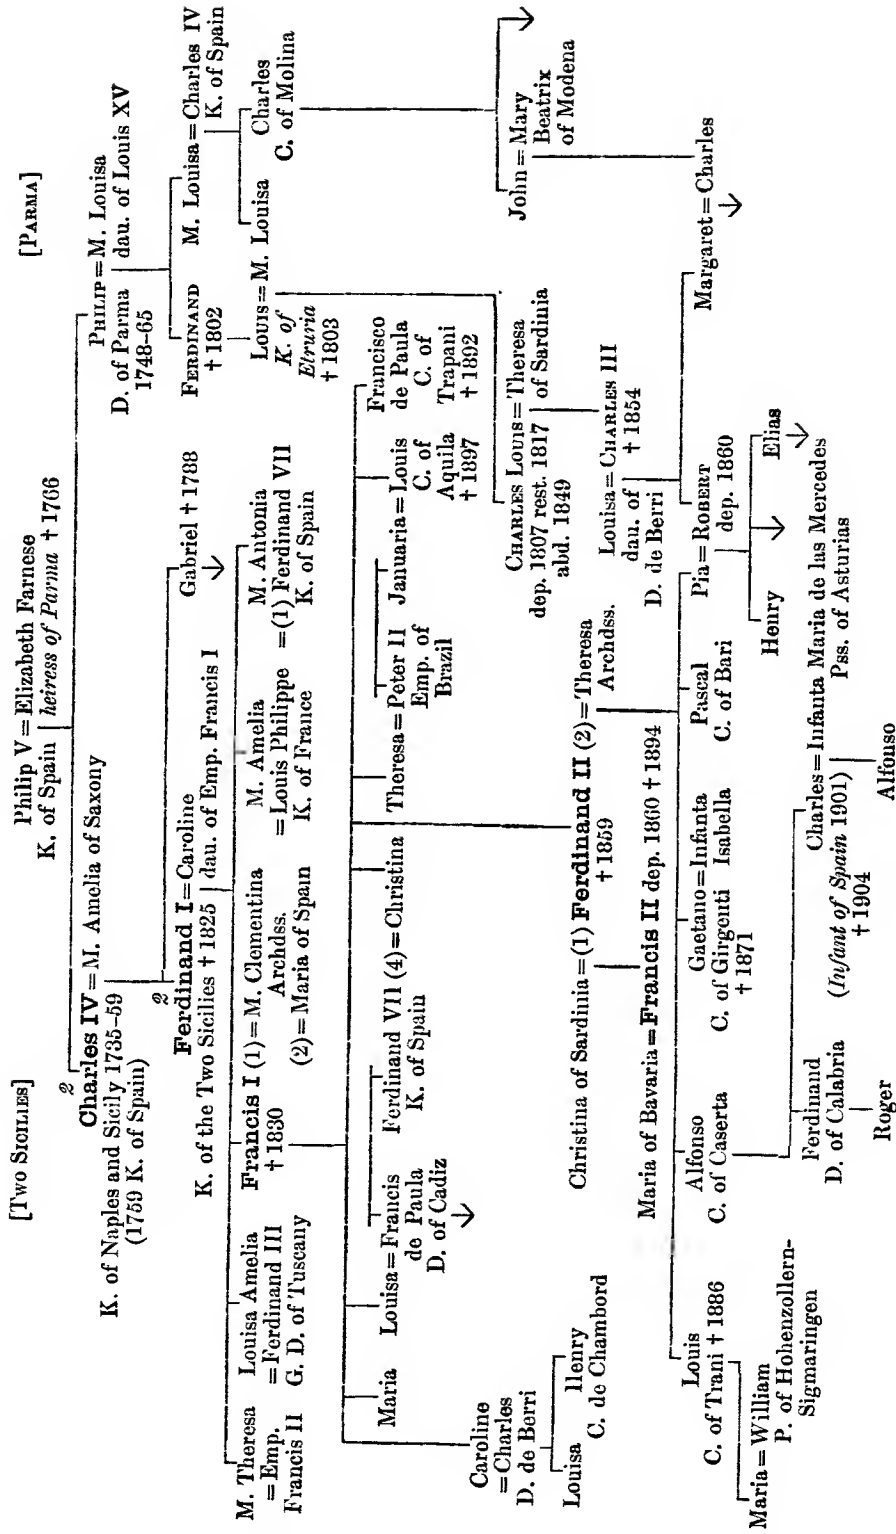 [TWO SICILIES]
[PARMA]
Philip V = Elizabeth Farnese
K. of Spain | heiress of Parma † 1766
2
Charles IV = M. Amelia of Saxony
K. of Naples and Sicily 1735–59
(1759 K. of Spain)
PHILIP = M. Louisa
D. of Parma dau. of Louis XV
1748–65
2
Ferdinand I = Caroline
K. of the Two Sicilies † 1825 | dau. of Emp. Francis I
Gabriel † 1788
FERDINAND
† 1802
M. Louisa = Charles IV
K. of Spain
M. Theresa
= Emp.
Francis II
Louisa Amelia
= Ferdinand III
G. D. of Tuscany
Francis I (1) = M. Clementina
† 1830 Archdss.
(2) = Maria of Spain
M. Amelia
= Louis Philippe
K. of France
M. Antonia
= (1) Ferdinand VII
K. of Spain
LOUIS = M. Louisa
K. of
Etruria
† 1803
Charles
C. of Molina
Maria
Louisa = Francis
de Paula
D. of Cadiz
Ferdinand VII (4) = Christina
K. of Spain
Theresa = Peter II
Emp. of
Brazil
Januaria = Louis
C. of
Aquila
† 1897
Francisco
de Paula
C. of
Trapani
† 1892
Caroline
= Charles
D. de Berri
Louisa Henry
C. de Chambord
CHARLES LOUIS = Theresa
dep. 1807 rest. 1817 of Sardinia
abd. 1849
John = Mary
Beatrix
of Modena
Christina of Sardinia = (1) Ferdinand II (2) = Theresa
† 1859 Archdss.
Louisa = CHARLES III
dau. of † 1854
D. de Berri
Maria of Bavaria = Francis II dep. 1860 † 1894
Louis
C. of Trani † 1886
Alfonso
C. of Caserta
Gaetano = Infanta
C. of Girgenti Isabella
† 1871
Pascal
C. of Bari
Pia = ROBERT
dep. 1860
Margaret = Charles
Maria = William
P. of Hohenzollern-
Sigmaringen
Henry
Elias
Ferdinand
D. of Calabria
Charles = Infanta Maria de las Mercedes
(Infant of Spain 1901) Pss. of Asturias
† 1904
Roger
Alfonso